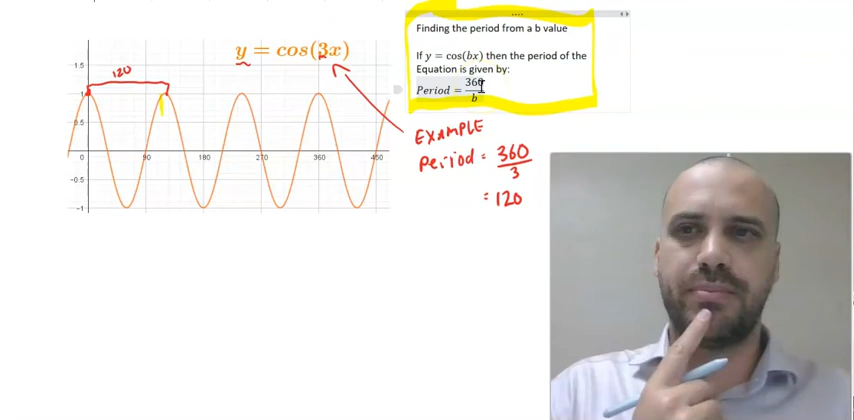 y = cos(3x)
120
1.5
1
0.5
0 90 180 270 360 450
−0.5
−1
Finding the period from a b value
If y = cos(bx) then the period of the
Equation is given by:
Period = 360/b
EXAMPLE
Period = 360/3
= 120